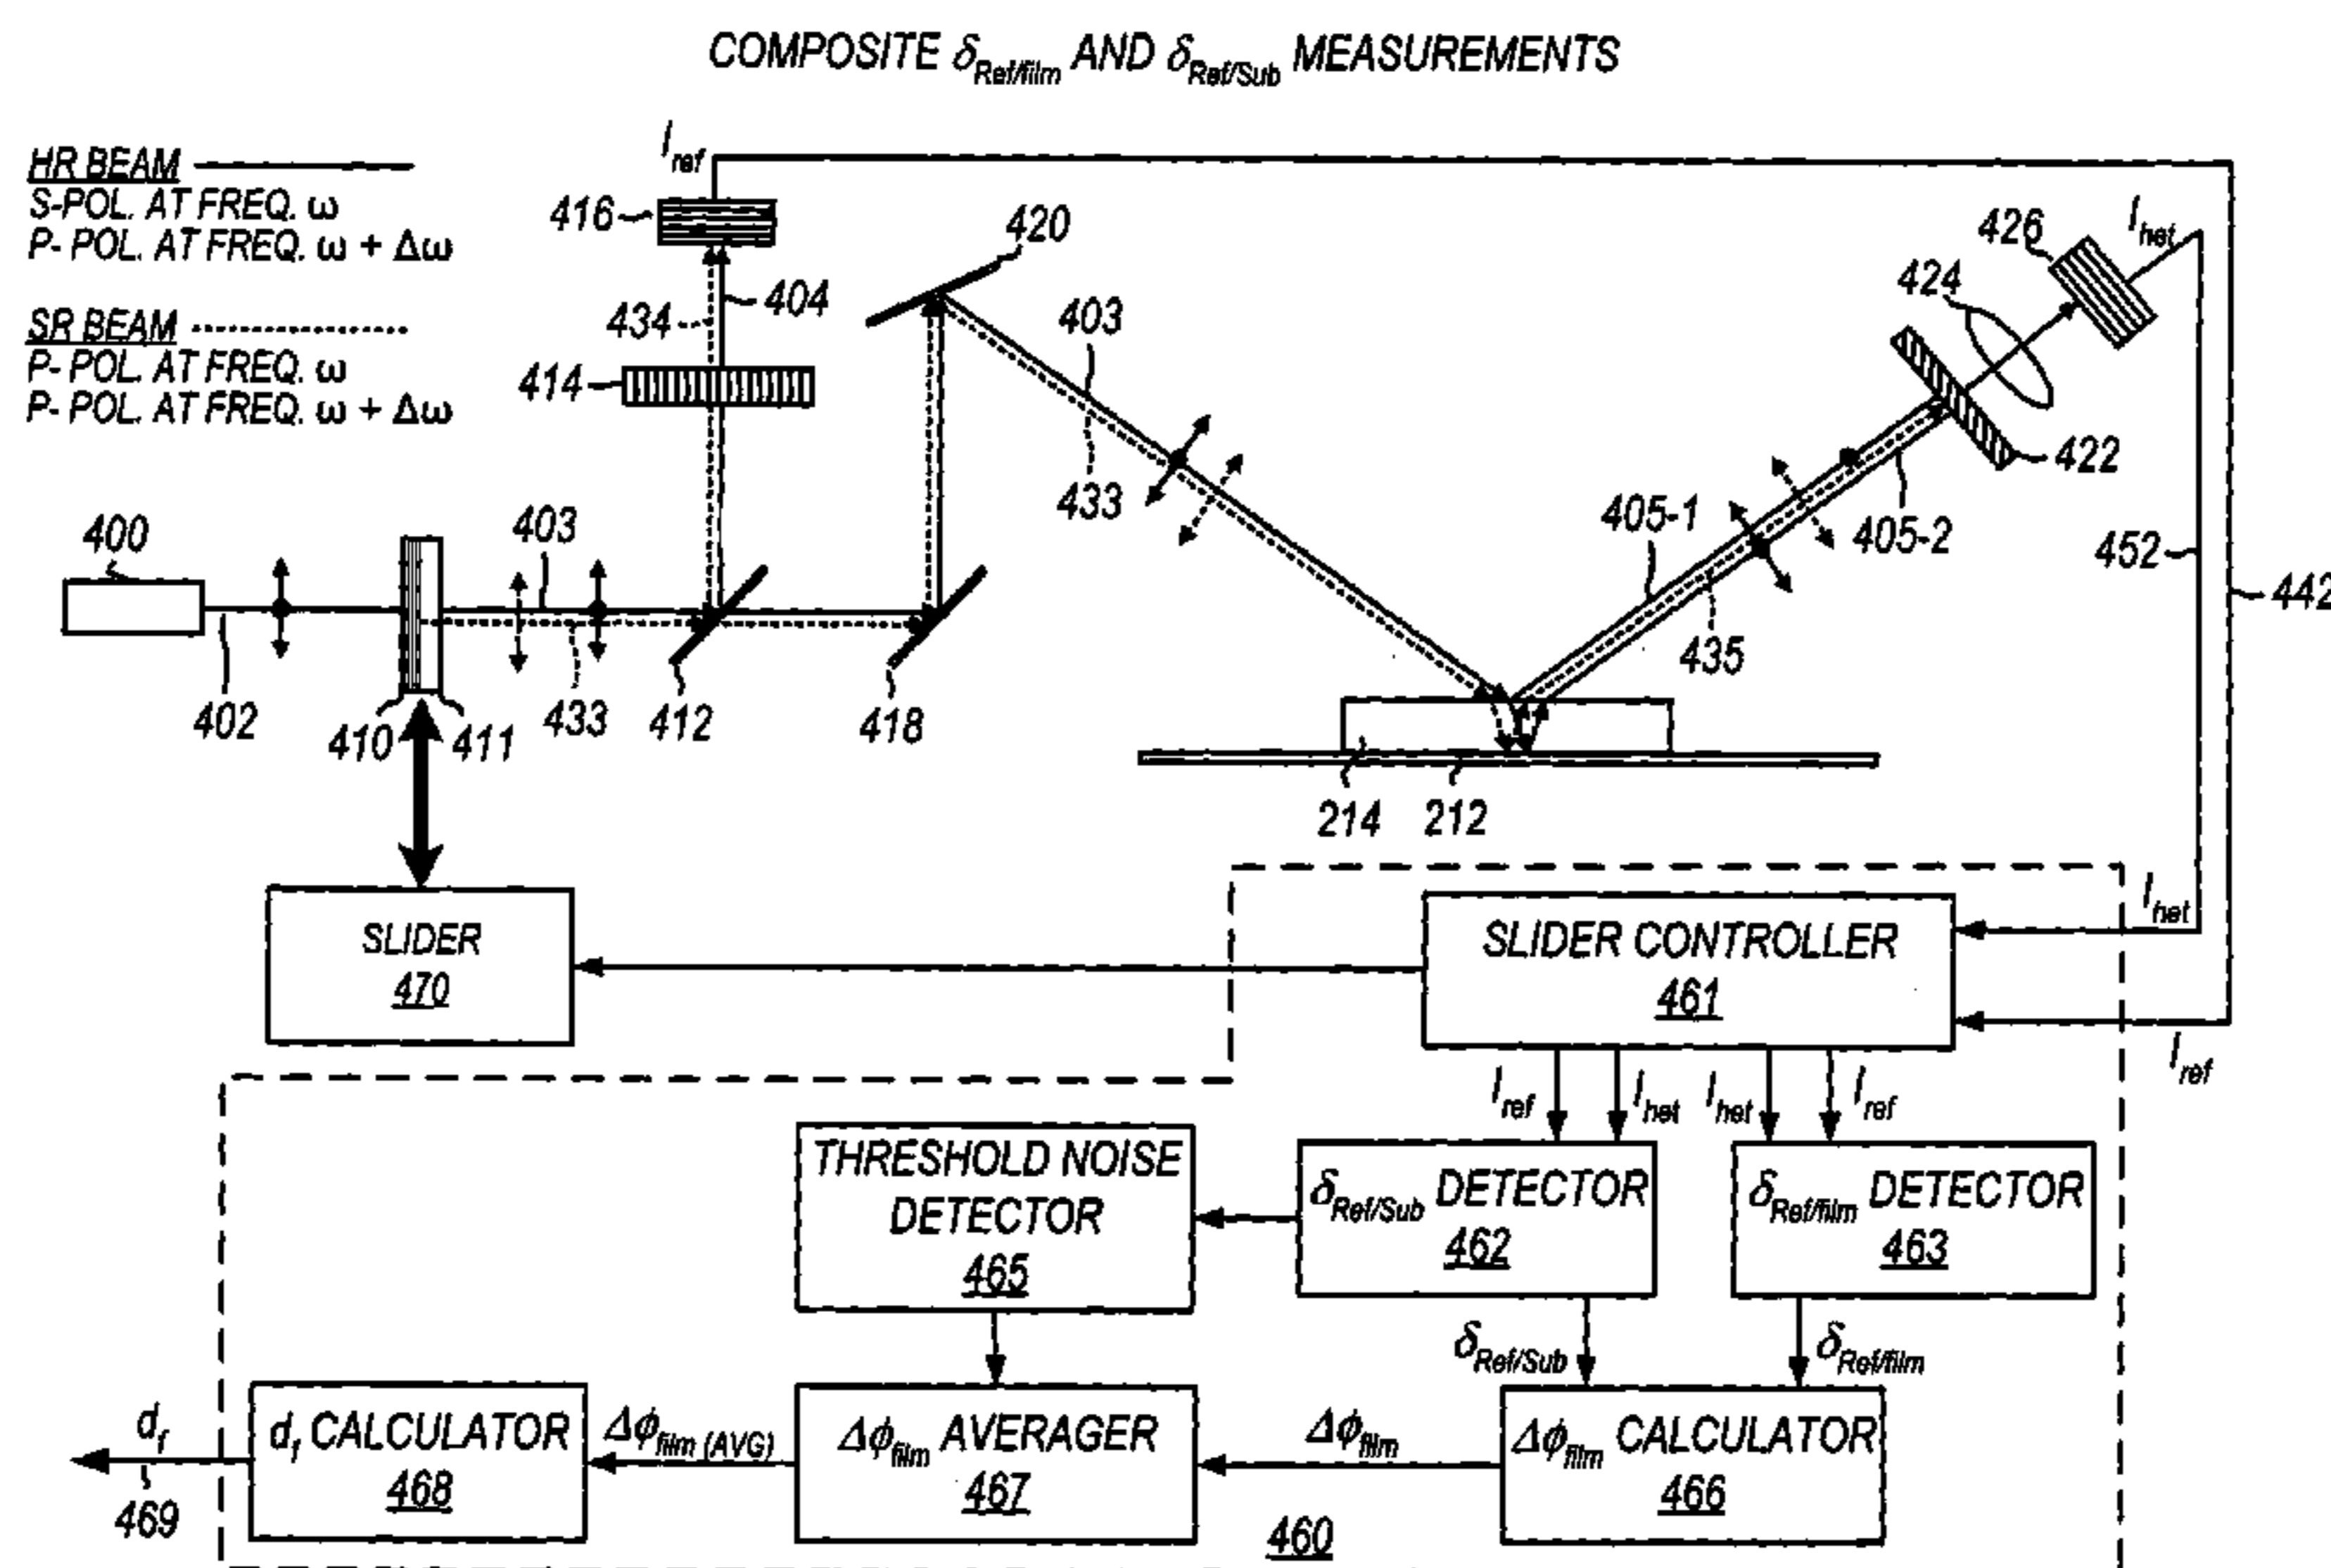 COMPOSITE δRef/film AND δRef/Sub MEASUREMENTS
HR BEAM
S-POL. AT FREQ. ω
P- POL. AT FREQ. ω + Δω
SR BEAM
P-POL. AT FREQ. ω
P- POL. AT FREQ. ω + Δω
Iref
416
420
434
404
414
403
433
426
Ihet
424
422
405-1
405-2
435
452
442
400
403
402
410
411
433
412
418
214
212
SLIDER
470
SLIDER CONTROLLER
461
Ihet
Iref
Iref
Ihet
Ihet
Iref
THRESHOLD NOISE
DETECTOR
465
δRef/Sub DETECTOR
462
δRef/film DETECTOR
463
δRef/Sub
δRef/film
df
469
df CALCULATOR
468
Δϕfilm (AVG)
Δϕfilm AVERAGER
467
Δϕfilm
Δϕfilm CALCULATOR
466
460